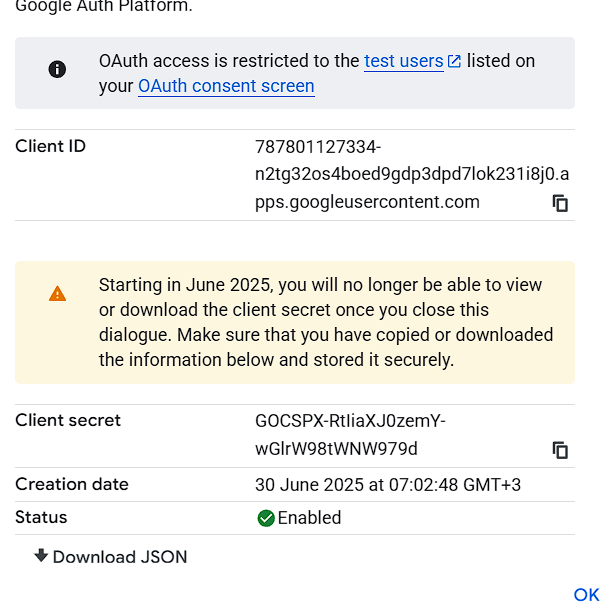 Google Auth Platform.
OAuth access is restricted to the test users listed on
your OAuth consent screen
Client ID
787801127334-
n2tg32os4boed9gdp3dpd7lok231i8j0.a
pps.googleusercontent.com
Starting in June 2025, you will no longer be able to view
or download the client secret once you close this
dialogue. Make sure that you have copied or downloaded
the information below and stored it securely.
Client secret
GOCSPX-RtIiaXJ0zemY-
wGlrW98tWNW979d
Creation date
30 June 2025 at 07:02:48 GMT+3
Status
Enabled
Download JSON
OK